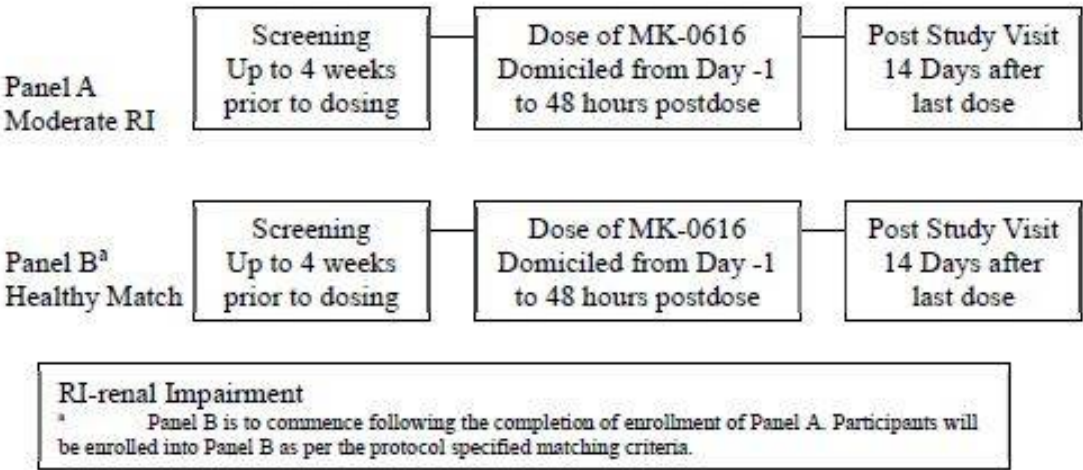 Panel A
Moderate RI
Screening
Up to 4 weeks
prior to dosing
Dose of MK-0616
Domiciled from Day -1
to 48 hours postdose
Post Study Visit
14 Days after
last dose
Panel Bª
Healthy Match
Screening
Up to 4 weeks
prior to dosing
Dose of MK-0616
Domiciled from Day -1
to 48 hours postdose
Post Study Visit
14 Days after
last dose
RI-renal Impairment
ª Panel B is to commence following the completion of enrollment of Panel A. Participants will
be enrolled into Panel B as per the protocol specified matching criteria.